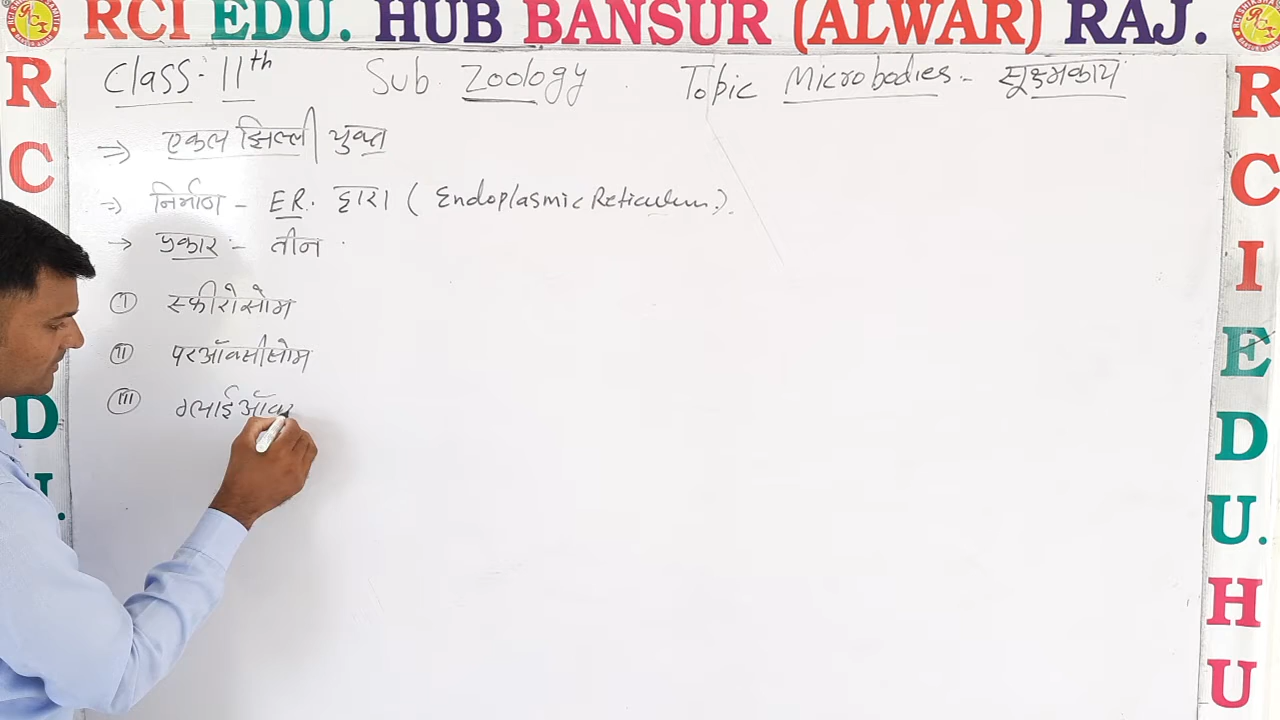 RCI EDU. HUB BANSUR (ALWAR) RAJ.
Class:- 11th Sub. Zoology Topic Microbodies - सूक्ष्मकाय
⇒ एकल झिल्ली युक्त
⇒ निर्माण - ER. द्वारा ( Endoplasmic Reticulum ).
→ प्रकार :- तीन
(I) स्फीरोसोम
(II) परऑक्सीसोम
(III) ग्लाईऑक
R
C
D
U.
R
C
I
E
D
U.
H
U